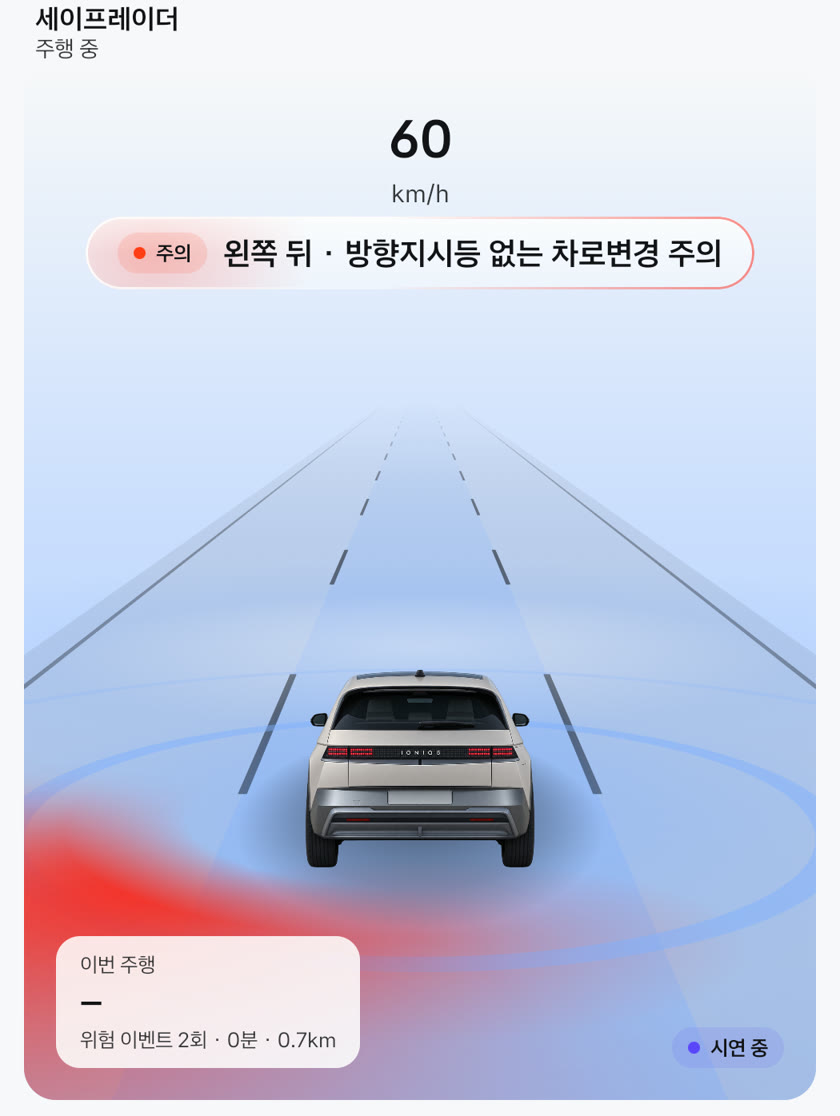 세이프레이더
주행 중
60
km/h
주의 왼쪽 뒤 · 방향지시등 없는 차로변경 주의
IONIQ5
이번 주행
–
위험 이벤트 2회 · 0분 · 0.7km
시연 중